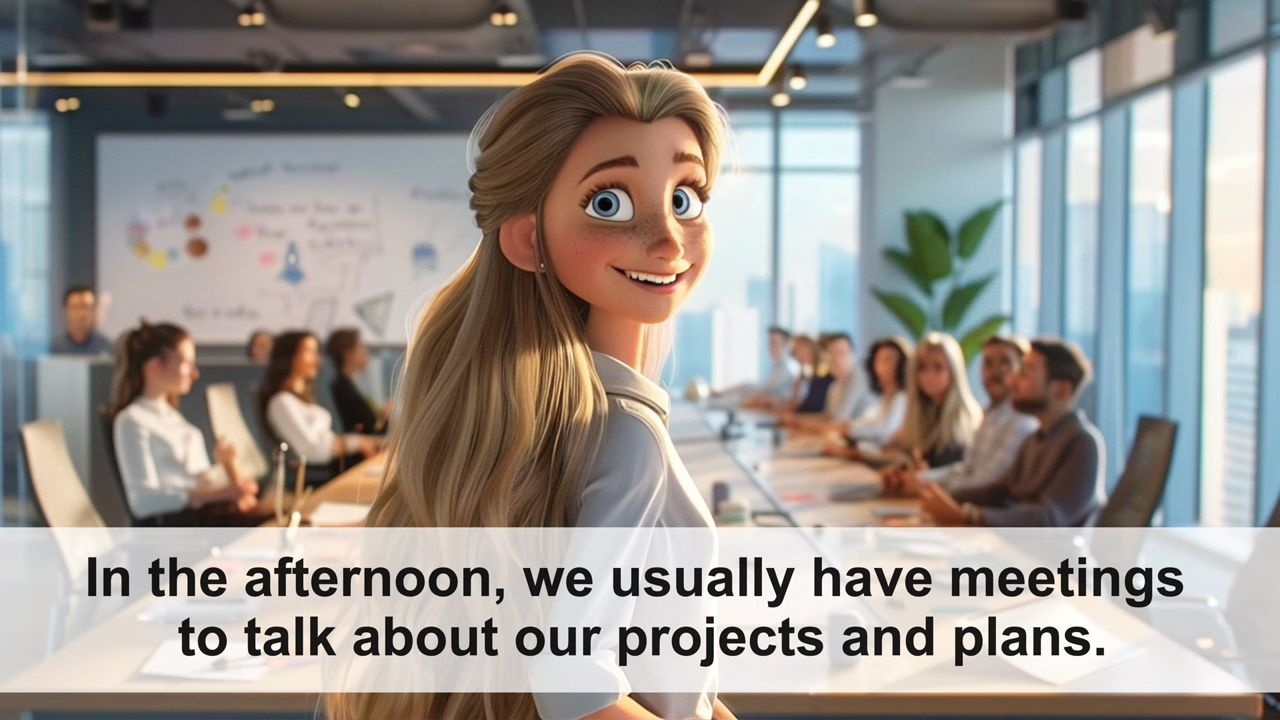 In the afternoon, we usually have meetings
to talk about our projects and plans.